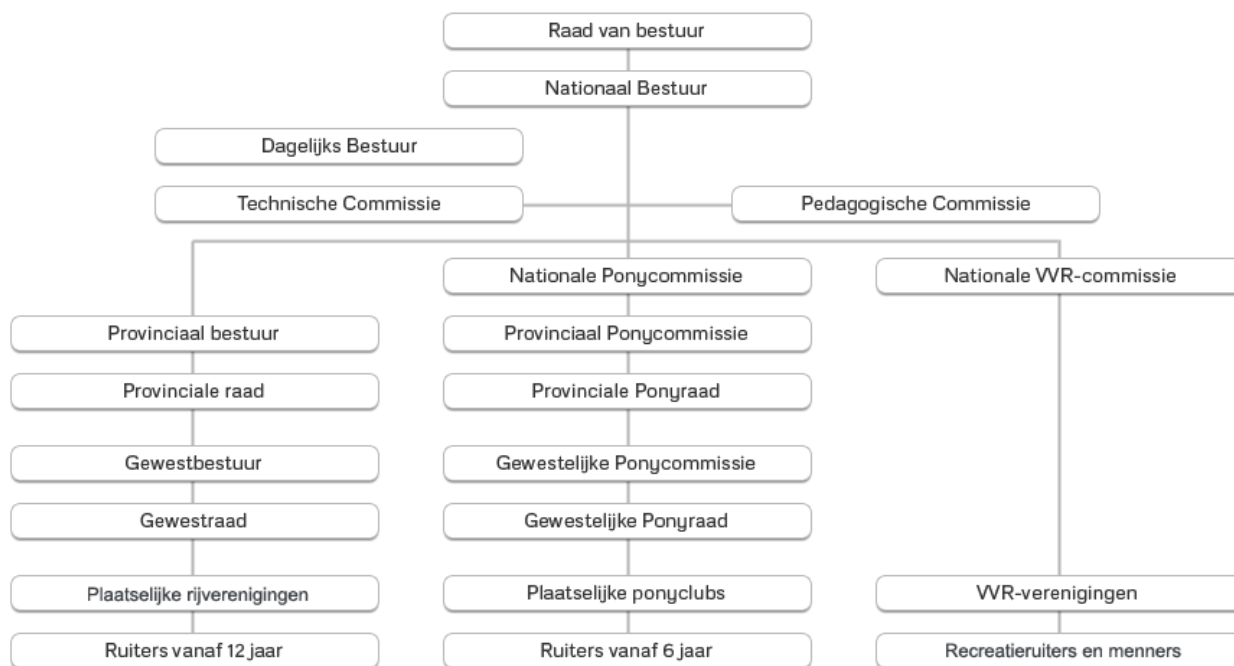 Raad van bestuur
Nationaal Bestuur
Dagelijks Bestuur
Technische Commissie
Pedagogische Commissie
Nationale Ponycommissie
Nationale VVR-commissie
Provinciaal bestuur
Provinciaal Ponycommissie
Provinciale raad
Provinciale Ponyraad
Gewestbestuur
Gewestelijke Ponycommissie
Gewestraad
Gewestelijke Ponyraad
Plaatselijke rijverenigingen
Plaatselijke ponyclubs
VVR-verenigingen
Ruiters vanaf 12 jaar
Ruiters vanaf 6 jaar
Recreatieruiters en menners